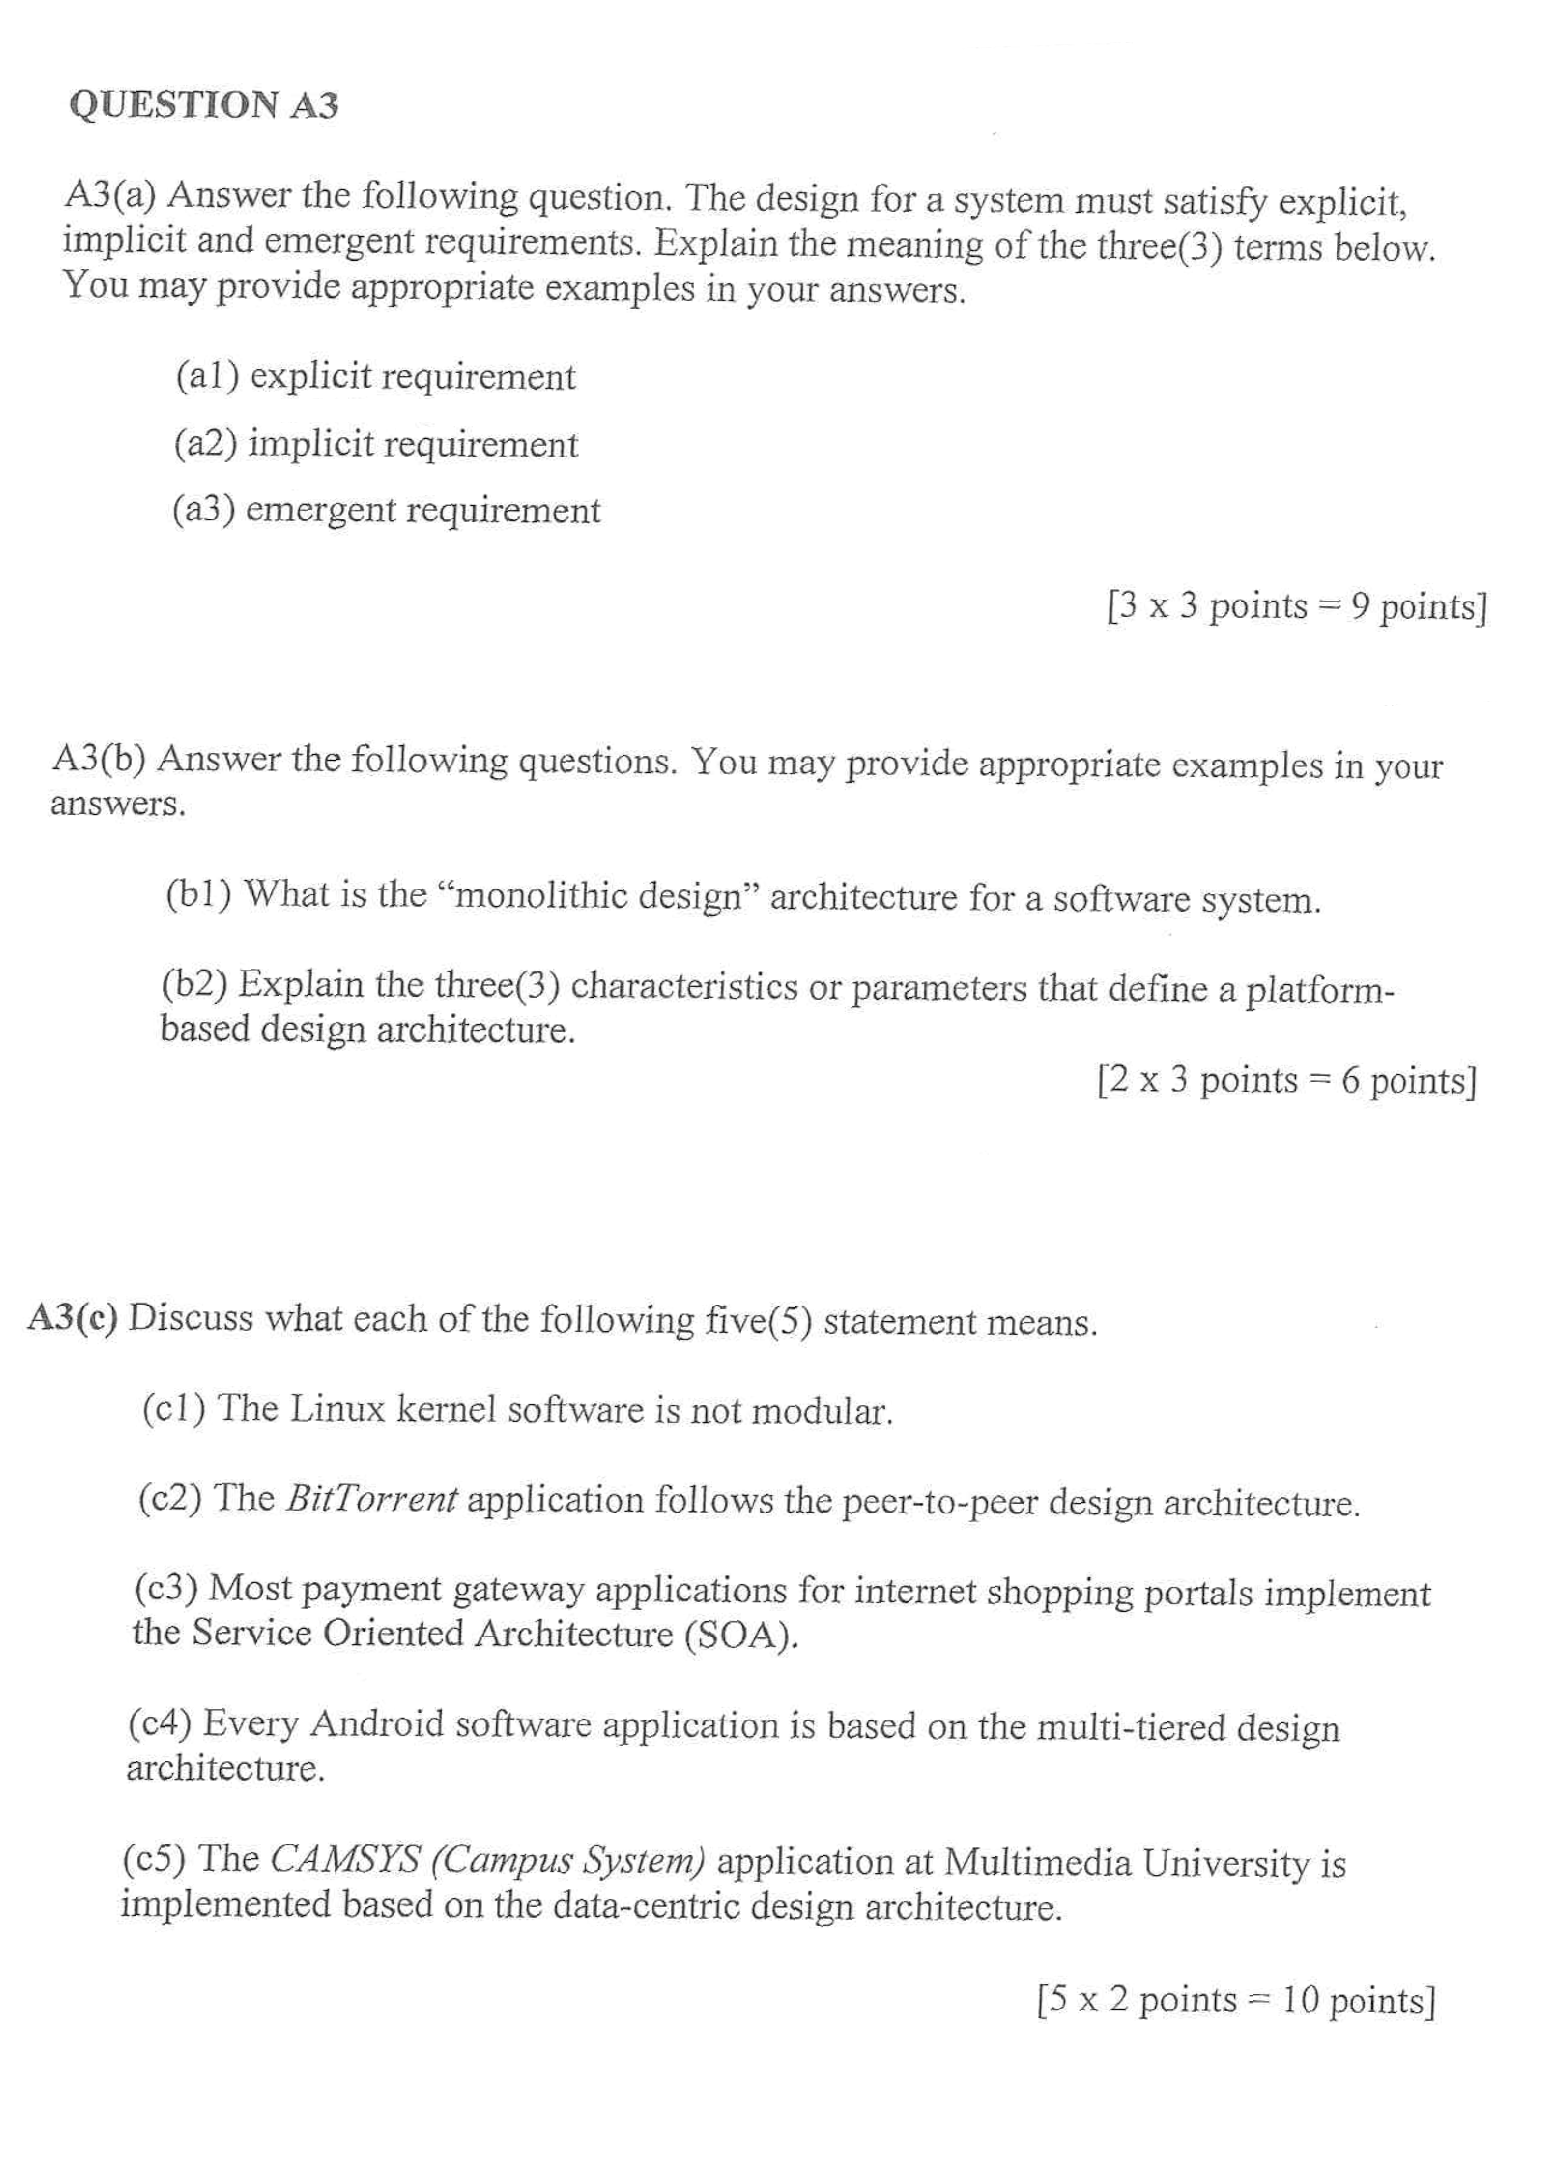 QUESTION A3
A3(a) Answer the following question. The design for a system must satisfy explicit,
implicit and emergent requirements. Explain the meaning of the three(3) terms below.
You may provide appropriate examples in your answers.
(a1) explicit requirement
(a2) implicit requirement
(a3) emergent requirement
[3 x 3 points = 9 points]
A3(b) Answer the following questions. You may provide appropriate examples in your
answers.
(b1) What is the “monolithic design” architecture for a software system.
(b2) Explain the three(3) characteristics or parameters that define a platform-
based design architecture.
[2 x 3 points = 6 points]
A3(c) Discuss what each of the following five(5) statement means.
(c1) The Linux kernel software is not modular.
(c2) The BitTorrent application follows the peer-to-peer design architecture.
(c3) Most payment gateway applications for internet shopping portals implement
the Service Oriented Architecture (SOA).
(c4) Every Android software application is based on the multi-tiered design
architecture.
(c5) The CAMSYS (Campus System) application at Multimedia University is
implemented based on the data-centric design architecture.
[5 x 2 points = 10 points]